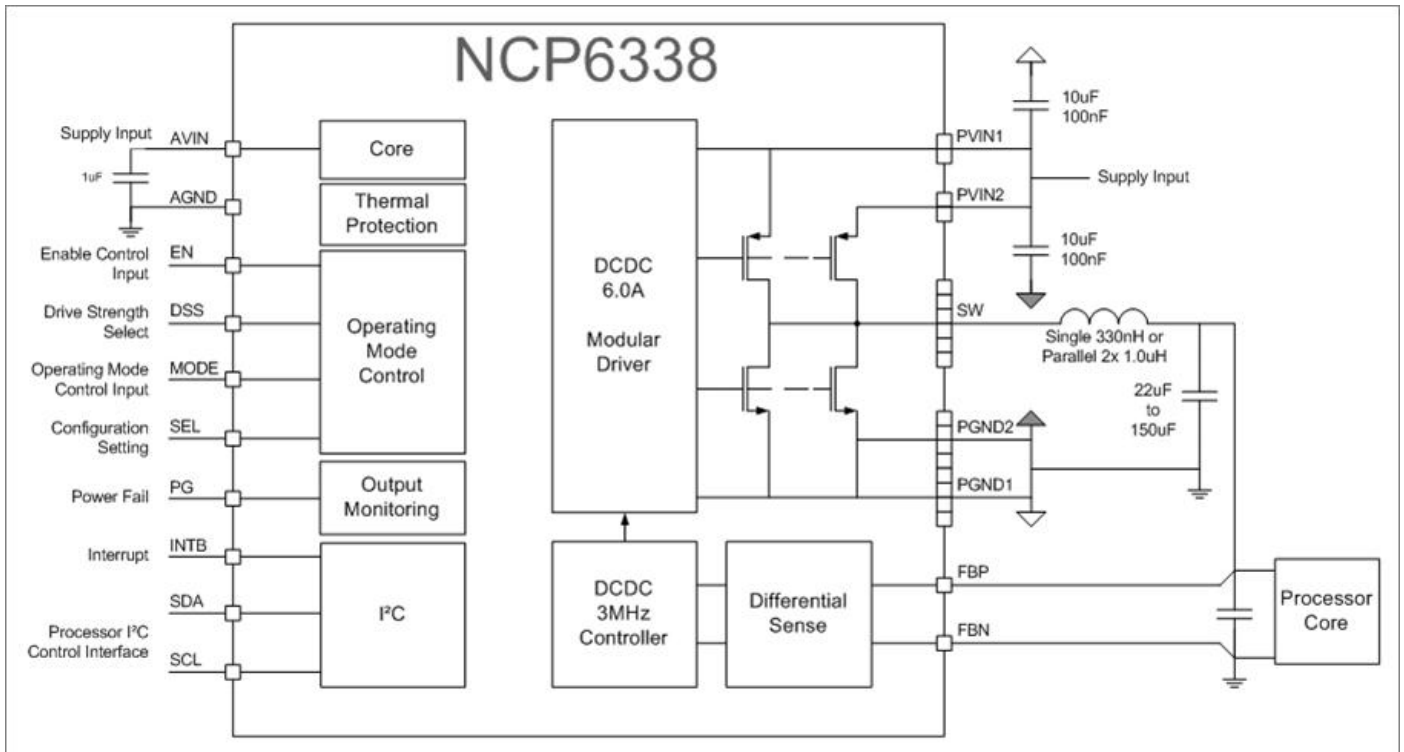 NCP6338
Supply Input
AVIN
1uF
AGND
Enable Control
Input
EN
Drive Strength
Select
DSS
Operating Mode
Control Input
MODE
Configuration
Setting
SEL
Power Fail
PG
Interrupt
INTB
SDA
Processor I²C
Control Interface
SCL
Core
Thermal
Protection
Operating
Mode
Control
Output
Monitoring
I²C
DCDC
6.0A
Modular
Driver
DCDC
3MHz
Controller
Differential
Sense
PVIN1
PVIN2
SW
PGND2
PGND1
FBP
FBN
10uF
100nF
Supply Input
10uF
100nF
Single 330nH or
Parallel 2x 1.0uH
22uF
to
150uF
Processor
Core